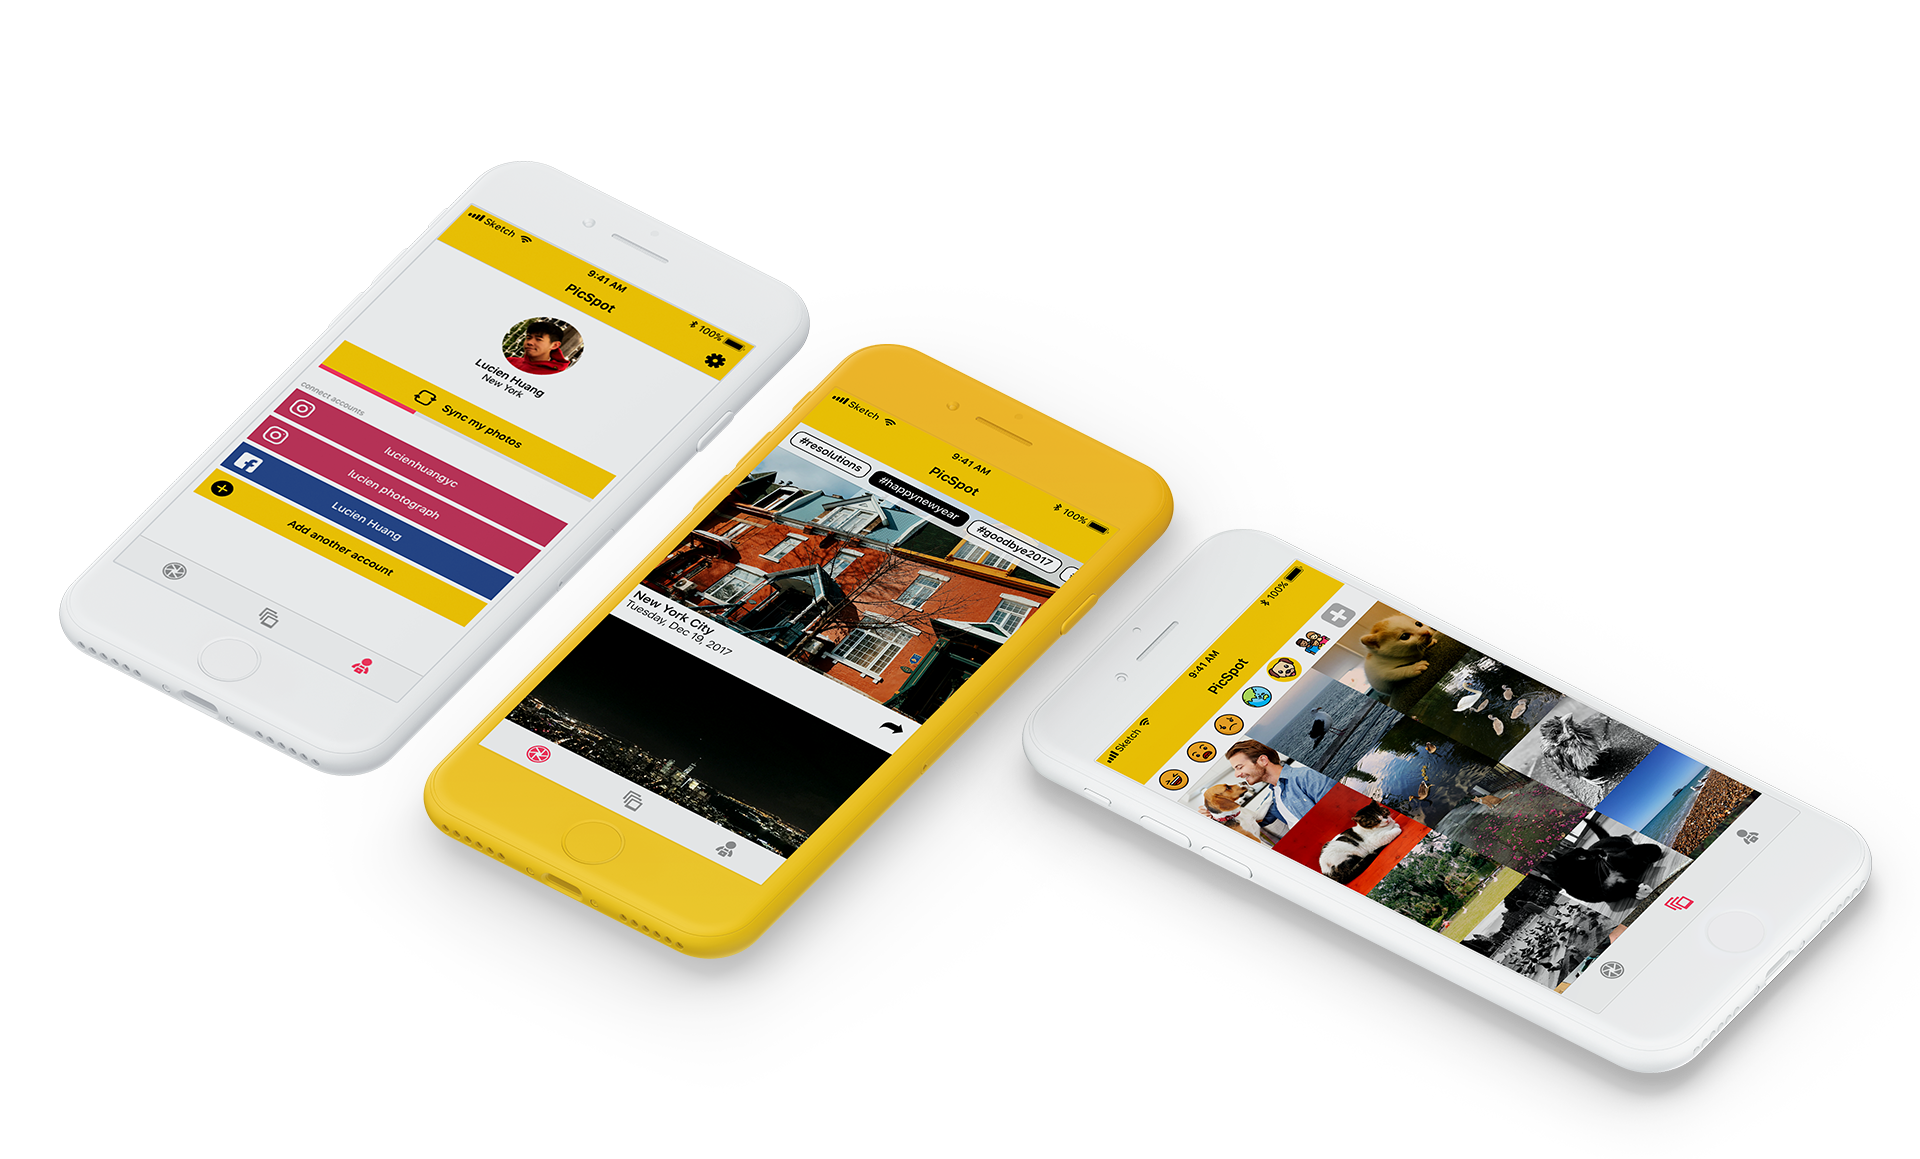 Sketch
9:41 AM
100%
PicSpot
Lucien Huang
New York
Sync my photos
connect accounts
lucienhuangyc
lucien photograph
Lucien Huang
Add another account
Sketch
9:41 AM
100%
PicSpot
#resolutions
#happynewyear
#goodbye2017
New York City
Tuesday, Dec 19, 2017
Sketch
9:41 AM
100%
PicSpot